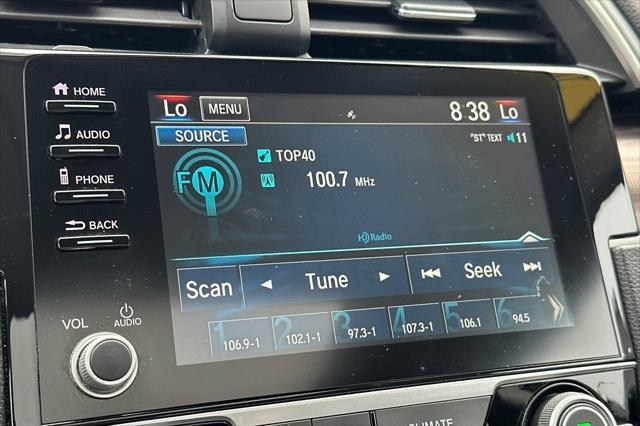 HOME
AUDIO
PHONE
BACK
VOL
AUDIO
Lo MENU 8:38 Lo
SOURCE "ST" TEXT 11
FM TOP40
100.7 MHz
HD Radio
Scan Tune Seek
1 106.9-1 2 102.1-1 3 97.3-1 4 107.3-1 5 106.1 6 94.5
CLIMATE